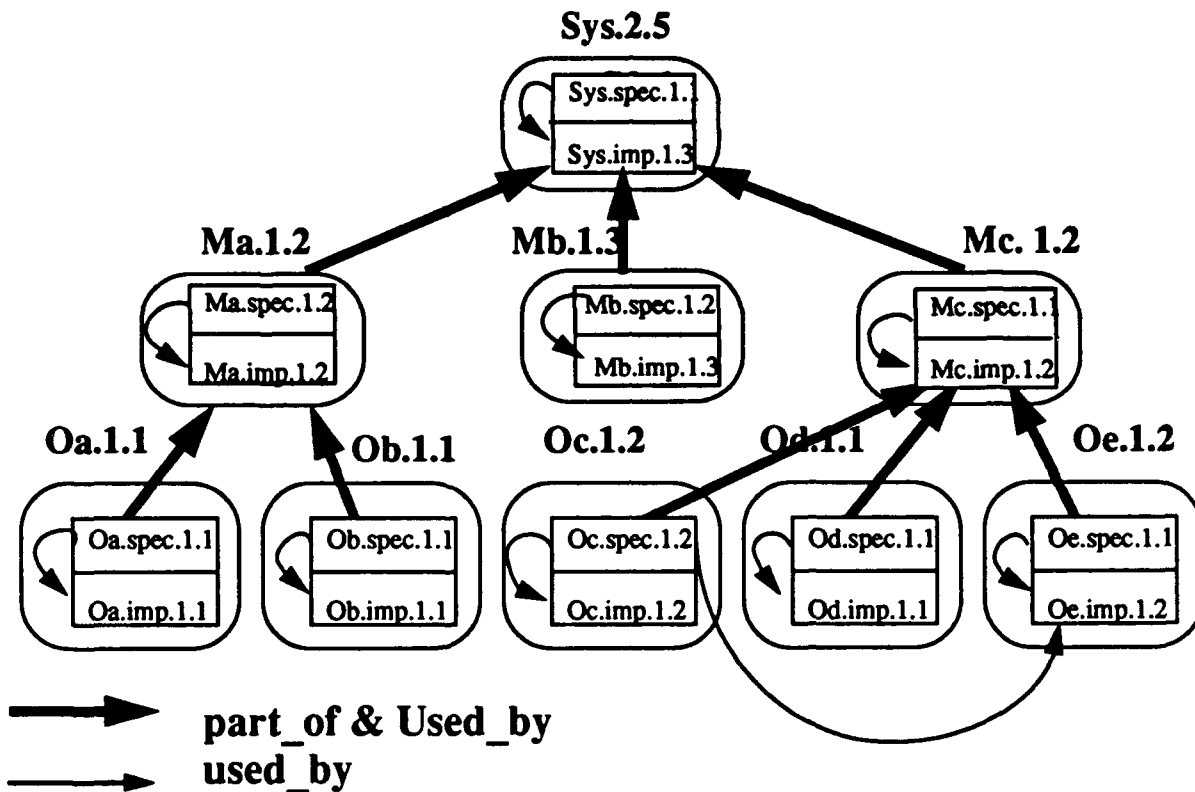 Sys.2.5
Sys.spec.1.1
Sys.imp.1.3
Ma.1.2
Mb.1.3
Mc. 1.2
Ma.spec.1.2
Ma.imp.1.2
Mb.spec.1.2
Mb.imp.1.3
Mc.spec.1.1
Mc.imp.1.2
Oa.1.1
Ob.1.1
Oc.1.2
Od.1.1
Oe.1.2
Oa.spec.1.1
Oa.imp.1.1
Ob.spec.1.1
Ob.imp.1.1
Oc.spec.1.2
Oc.imp.1.2
Od.spec.1.1
Od.imp.1.1
Oe.spec.1.1
Oe.imp.1.2
part_of & Used_by
used_by